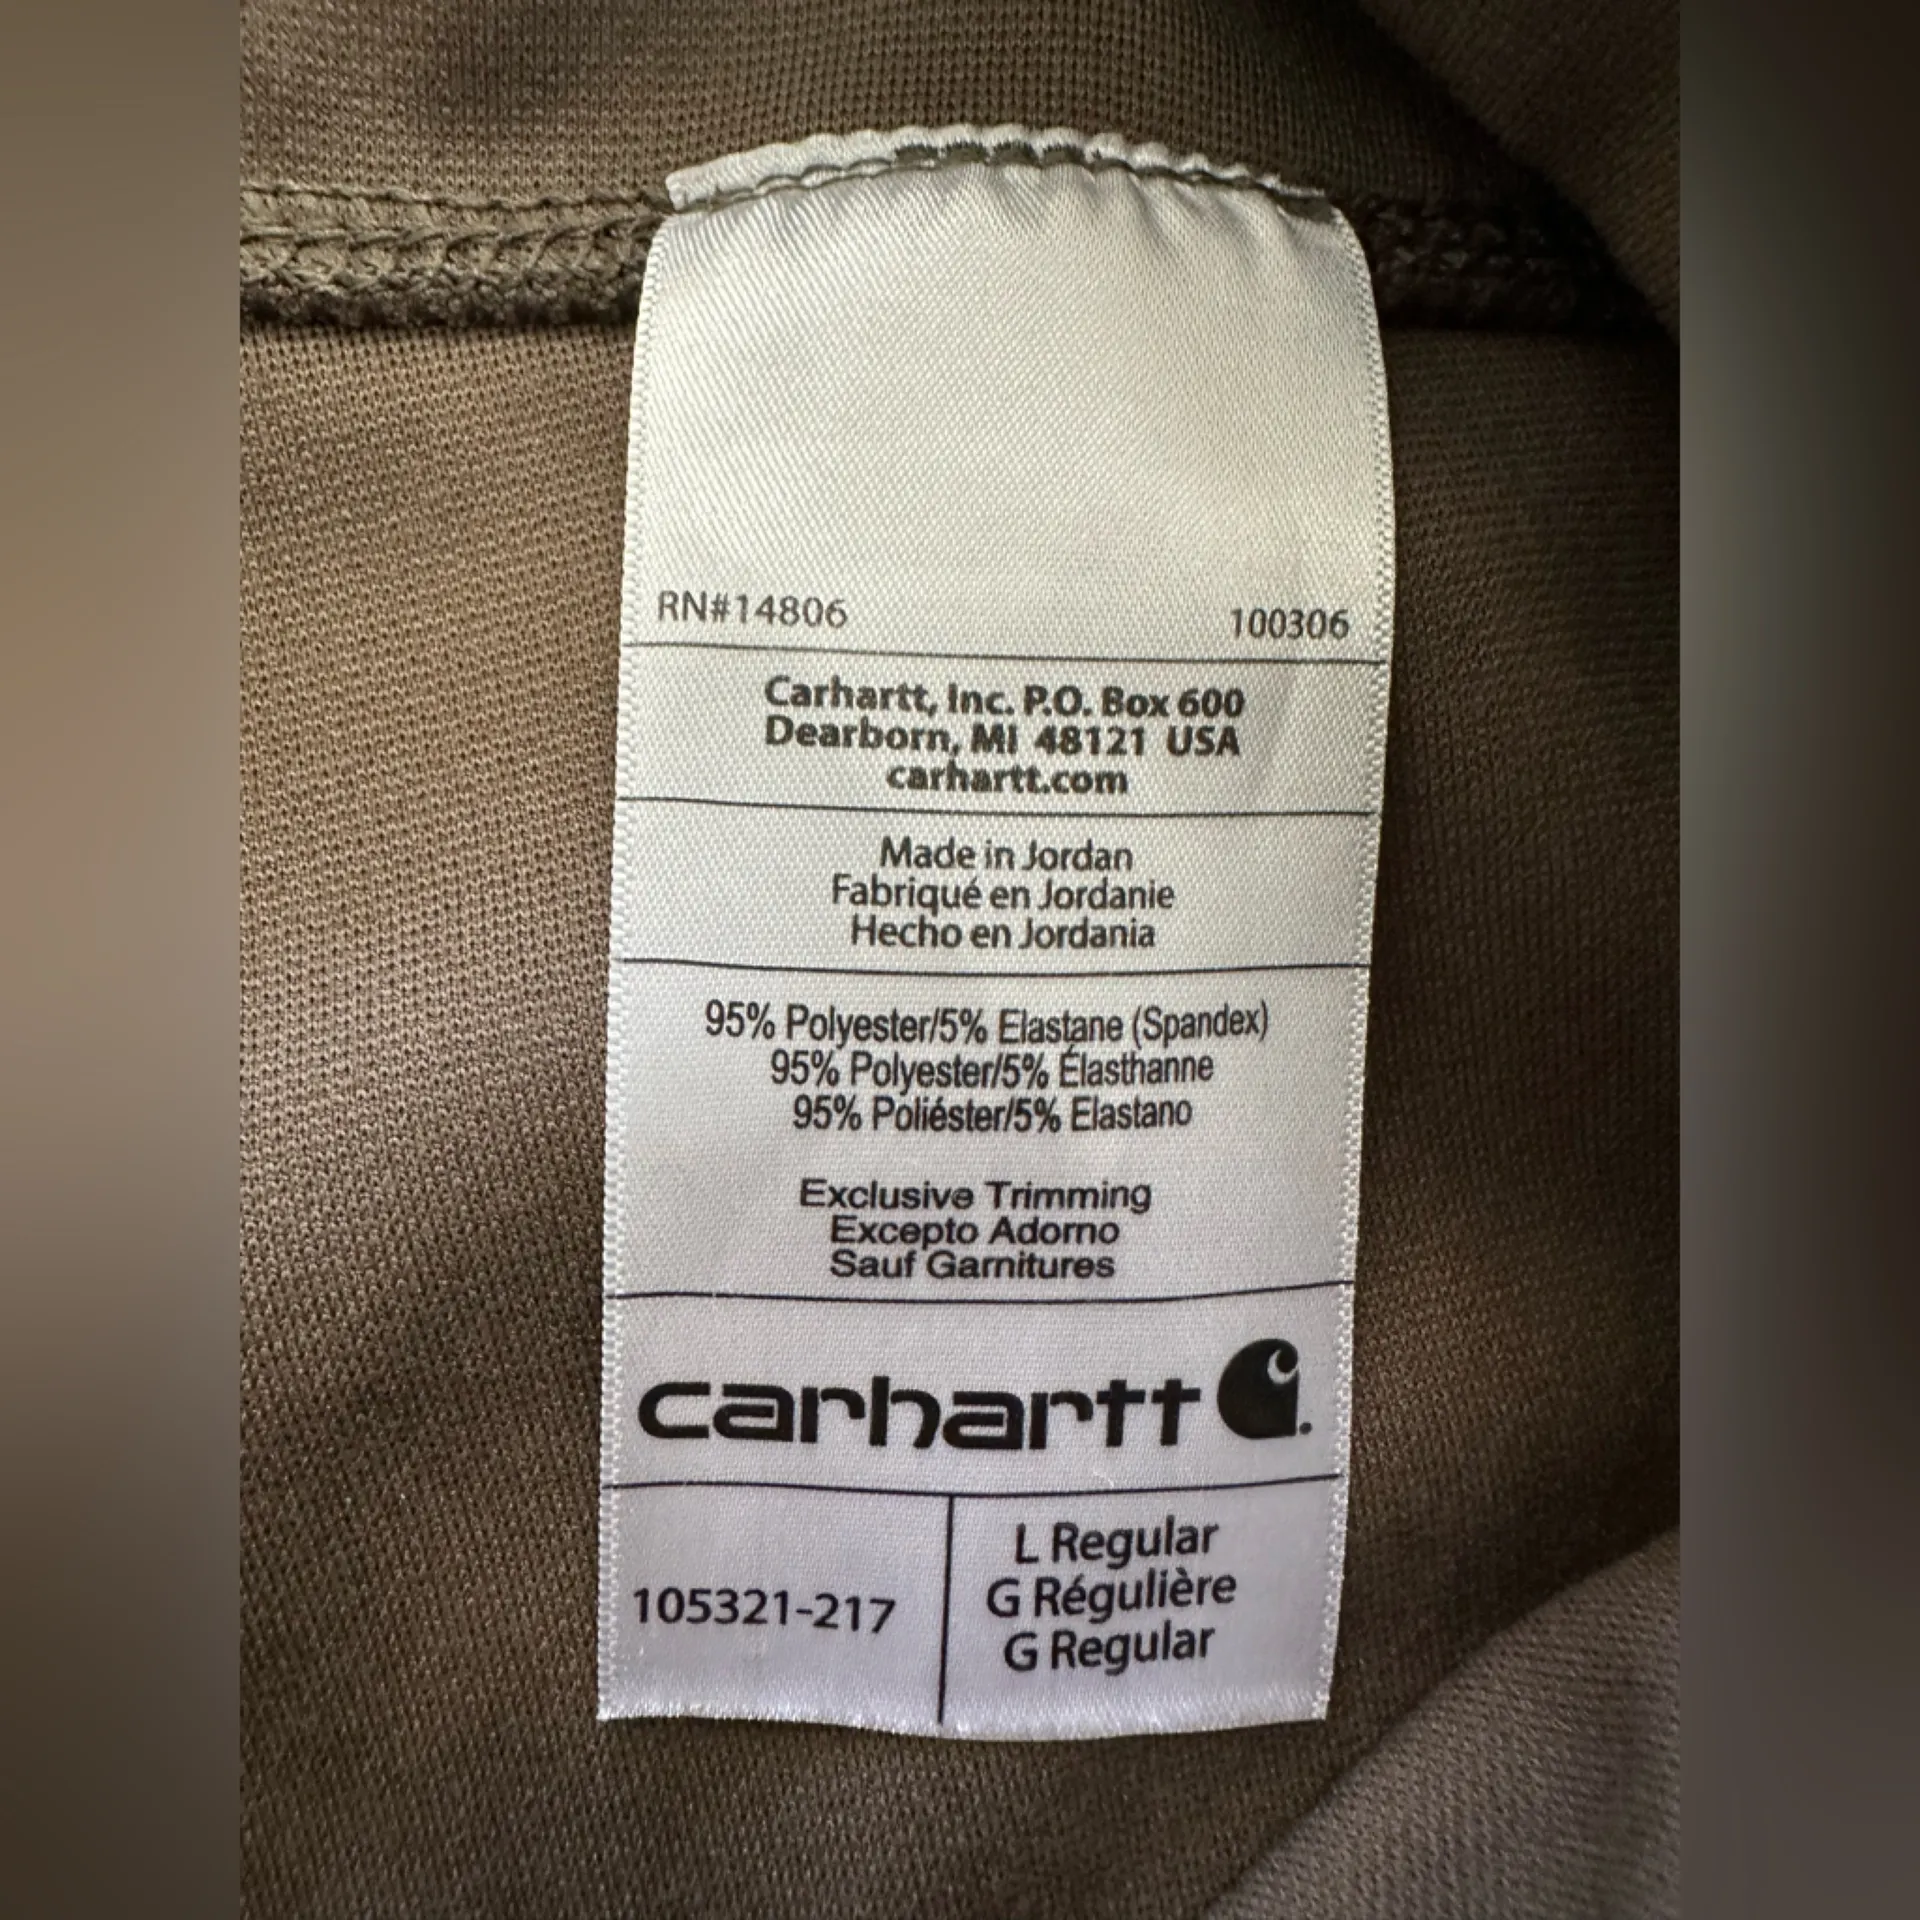 RN#14806 100306
Carhartt, Inc. P.O. Box 600
Dearborn, MI 48121 USA
carhartt.com
Made in Jordan
Fabriqué en Jordanie
Hecho en Jordania
95% Polyester/5% Elastane (Spandex)
95% Polyester/5% Élasthanne
95% Poliéster/5% Elastano
Exclusive Trimming
Excepto Adorno
Sauf Garnitures
carhartt
105321-217
L Regular
G Régulière
G Regular